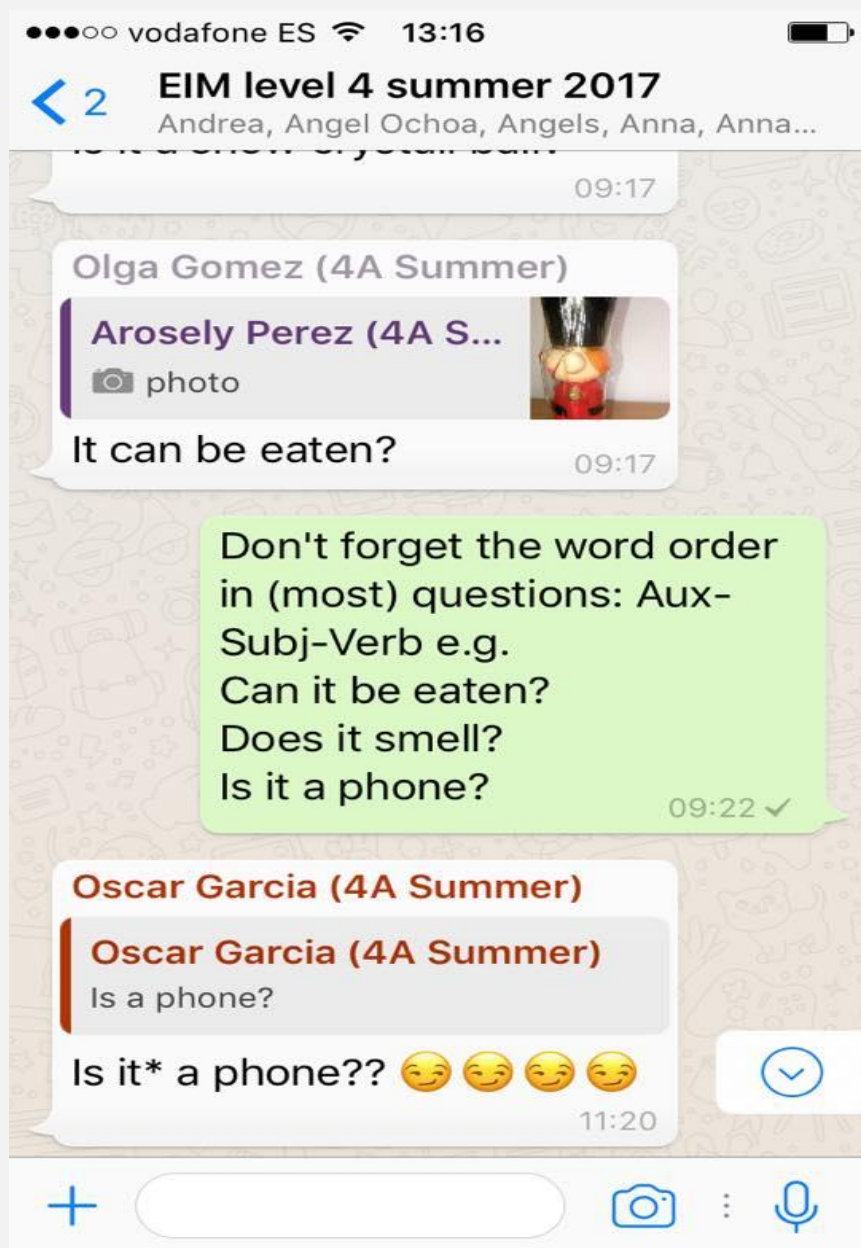 vodafone ES 13:16
2 EIM level 4 summer 2017
Andrea, Angel Ochoa, Angels, Anna, Anna...
09:17
Olga Gomez (4A Summer)
Arosely Perez (4A S...
photo
It can be eaten?
09:17
Don't forget the word order
in (most) questions: Aux-
Subj-Verb e.g.
Can it be eaten?
Does it smell?
Is it a phone?
09:22
Oscar Garcia (4A Summer)
Oscar Garcia (4A Summer)
Is a phone?
Is it* a phone?? 😏😏😏😏
11:20